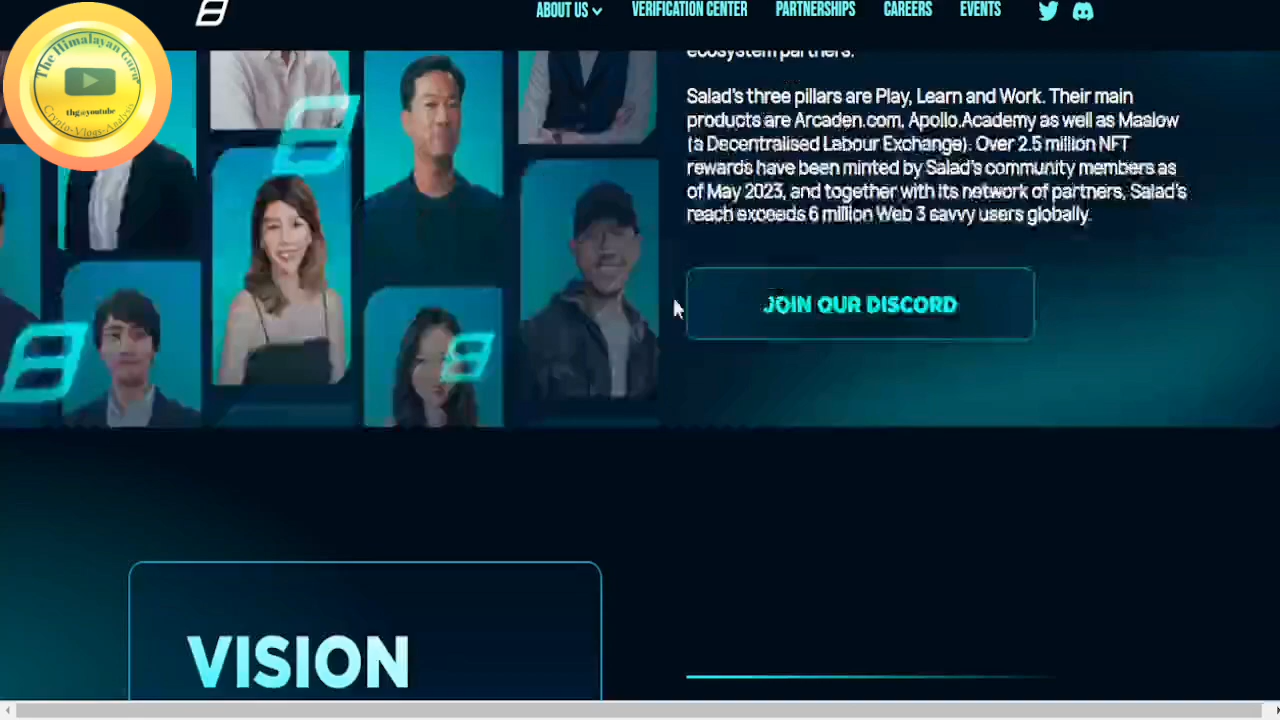 ABOUT US
VERIFICATION CENTER
PARTNERSHIPS
CAREERS
EVENTS
The Himalayan Guru
thg@youtube
Crypto-Vlogs-Analysis
ecosystem partners.
Salad's three pillars are Play, Learn and Work. Their main
products are Arcaden.com, Apollo.Academy as well as Maslow
(a Decentralised Labour Exchange). Over 2.5 million NFT
rewards have been minted by Salad's community members as
of May 2023, and together with its network of partners, Salad's
reach exceeds 6 million Web 3 savvy users globally.
JOIN OUR DISCORD
VISION